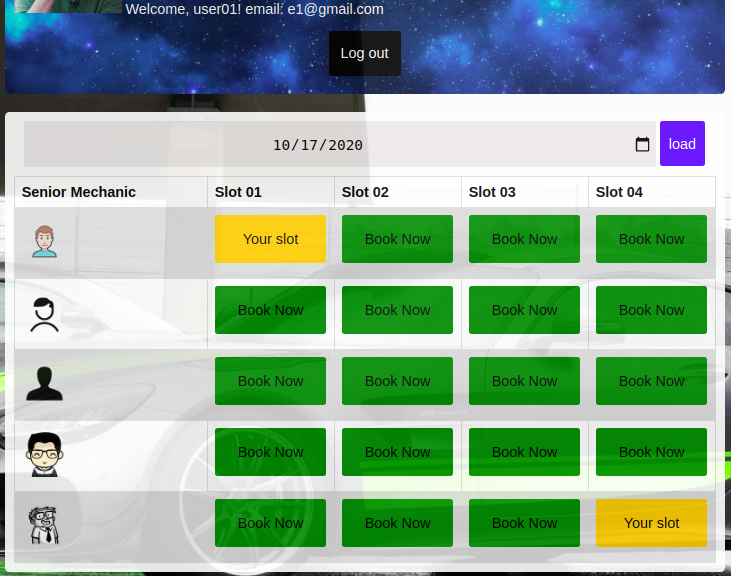 Welcome, user01! email: e1@gmail.com
Log out
10/17/2020 load
Senior Mechanic Slot 01 Slot 02 Slot 03 Slot 04
Your slot Book Now Book Now Book Now
Book Now Book Now Book Now Book Now
Book Now Book Now Book Now Book Now
Book Now Book Now Book Now Book Now
Book Now Book Now Book Now Your slot